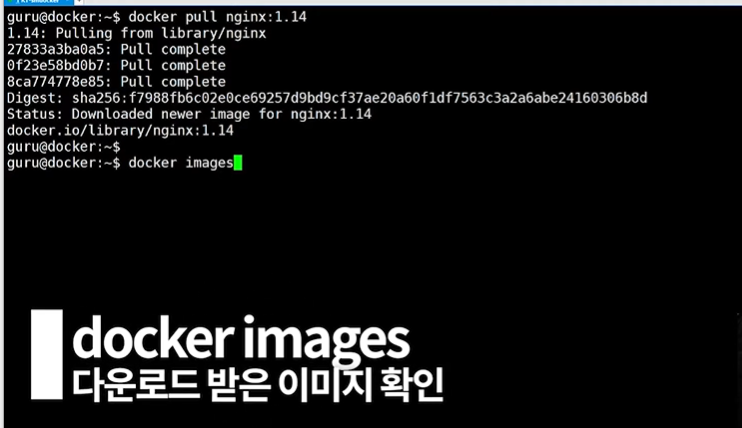 guru@docker:~$ docker pull nginx:1.14
1.14: Pulling from library/nginx
27833a3ba0a5: Pull complete
0f23e58bd0b7: Pull complete
8ca774778e85: Pull complete
Digest: sha256:f7988fb6c02e0ce69257d9bd9cf37ae20a60f1df7563c3a2a6abe24160306b8d
Status: Downloaded newer image for nginx:1.14
docker.io/library/nginx:1.14
guru@docker:~$
guru@docker:~$ docker images
docker images
다운로드 받은 이미지 확인